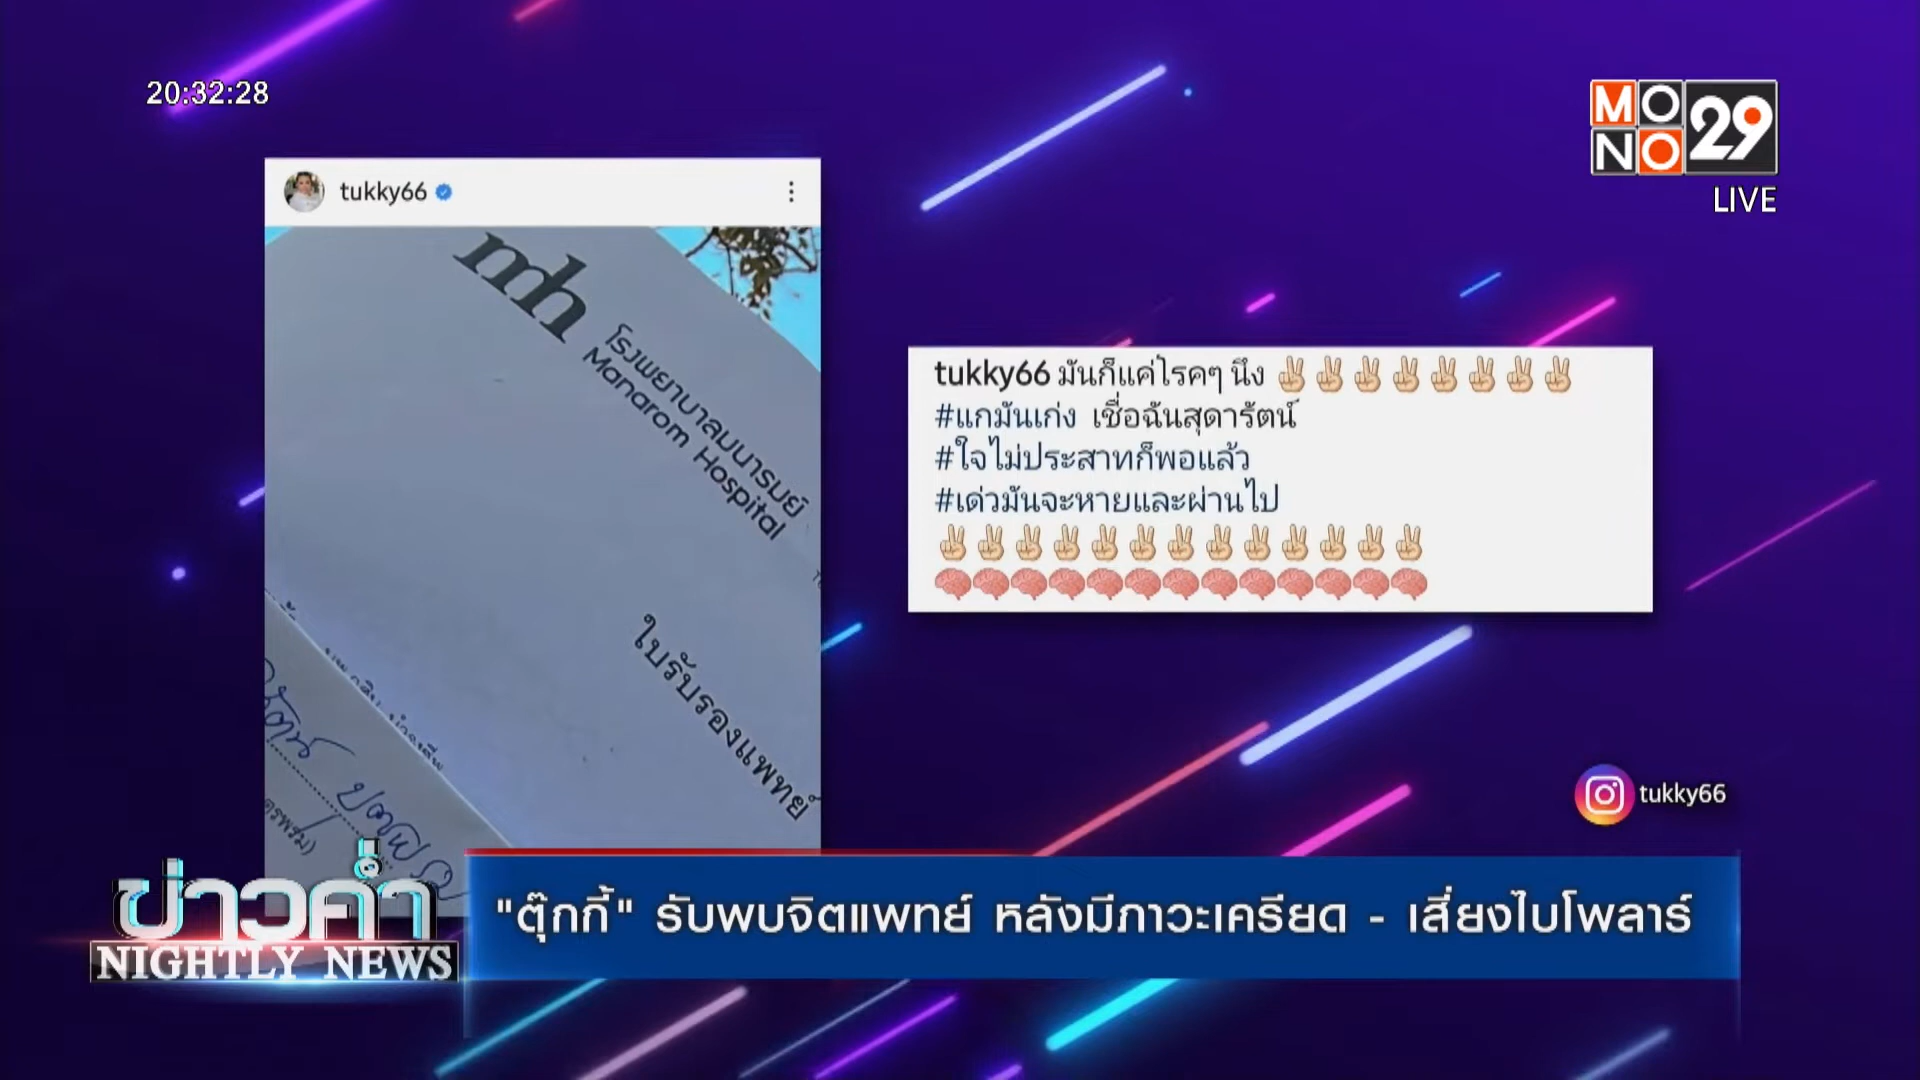 20:32:28
MONO 29
LIVE
tukky66
mh
โรงพยาบาลมนารมย์
Manarom Hospital
ใบรับรองแพทย์
tukky66 มันก็แค่โรคๆ นึง ✌🏻✌🏻✌🏻✌🏻✌🏻✌🏻✌🏻✌🏻
#แกมันเก่ง เชื่อฉันสุดารัตน์
#ใจไม่ประสาทก็พอแล้ว
#เด่วมันจะหายและผ่านไป
✌🏻✌🏻✌🏻✌🏻✌🏻✌🏻✌🏻✌🏻✌🏻✌🏻✌🏻✌🏻✌🏻
🧠🧠🧠🧠🧠🧠🧠🧠🧠🧠🧠🧠🧠
tukky66
ข่าวค่ำ
NIGHTLY NEWS
"ตุ๊กกี้" รับพบจิตแพทย์ หลังมีภาวะเครียด - เสี่ยงไบโพลาร์